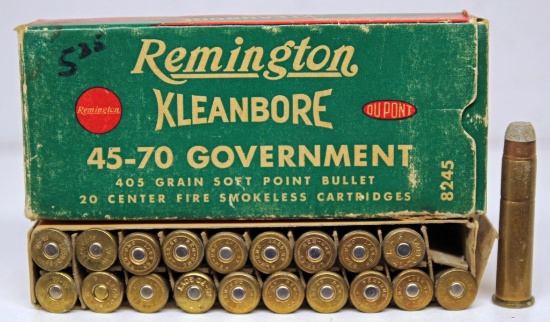 525
Remington
Remington
KLEANBORE
DU PONT
45-70 GOVERNMENT
405 GRAIN SOFT POINT BULLET
20 CENTER FIRE SMOKELESS CARTRIDGES
8245